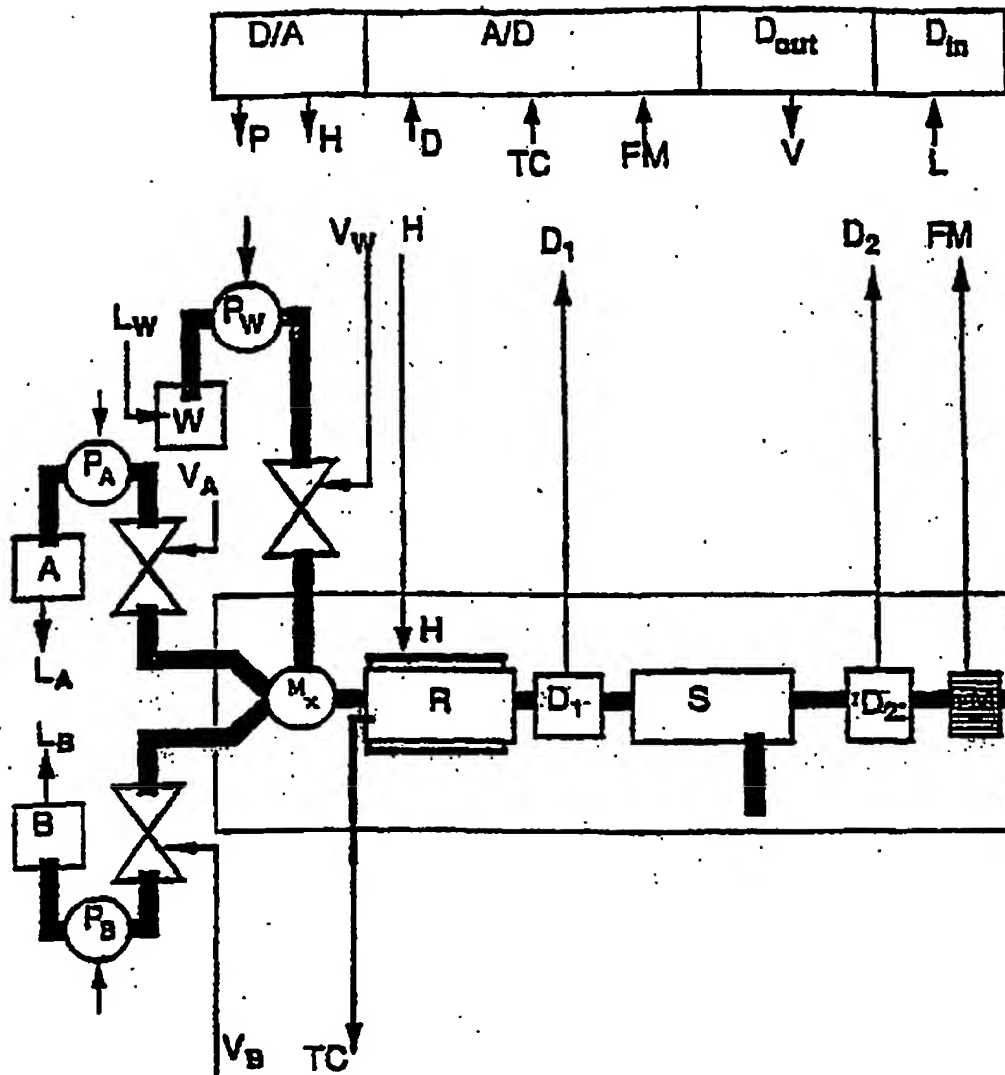 D/A A/D Dout Din
P H D TC FM V L
VW H D1 D2 FM
PW
LW
W
PA
VA
A
LA
H
Mx R D1 S D2
LB
B
PB
VB TC